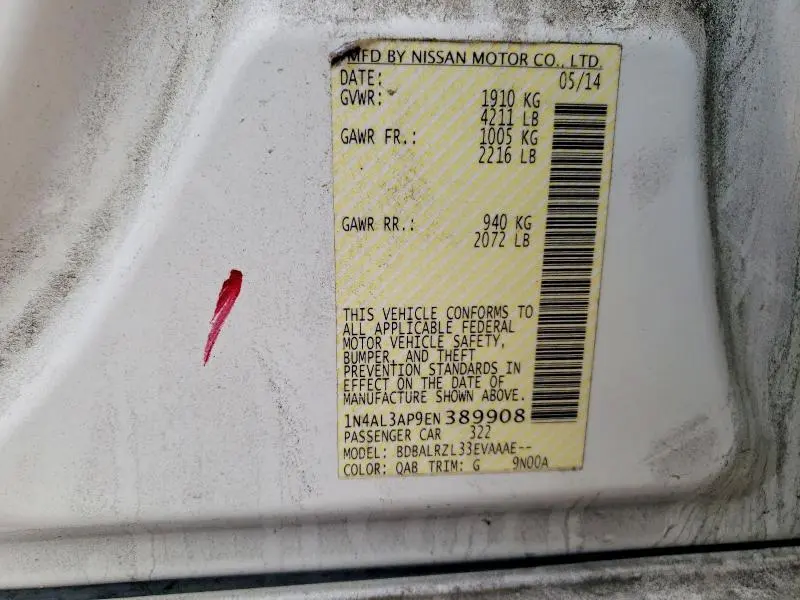 MFD BY NISSAN MOTOR CO., LTD.
DATE: 05/14
GVWR: 1910 KG
4211 LB
GAWR FR.: 1005 KG
2216 LB
GAWR RR.: 940 KG
2072 LB
THIS VEHICLE CONFORMS TO
ALL APPLICABLE FEDERAL
MOTOR VEHICLE SAFETY,
BUMPER, AND THEFT
PREVENTION STANDARDS IN
EFFECT ON THE DATE OF
MANUFACTURE SHOWN ABOVE.
1N4AL3AP9EN389908
PASSENGER CAR 322
MODEL: BDBALRZL33EVAAAE--
COLOR: QAB TRIM: G 9N00A